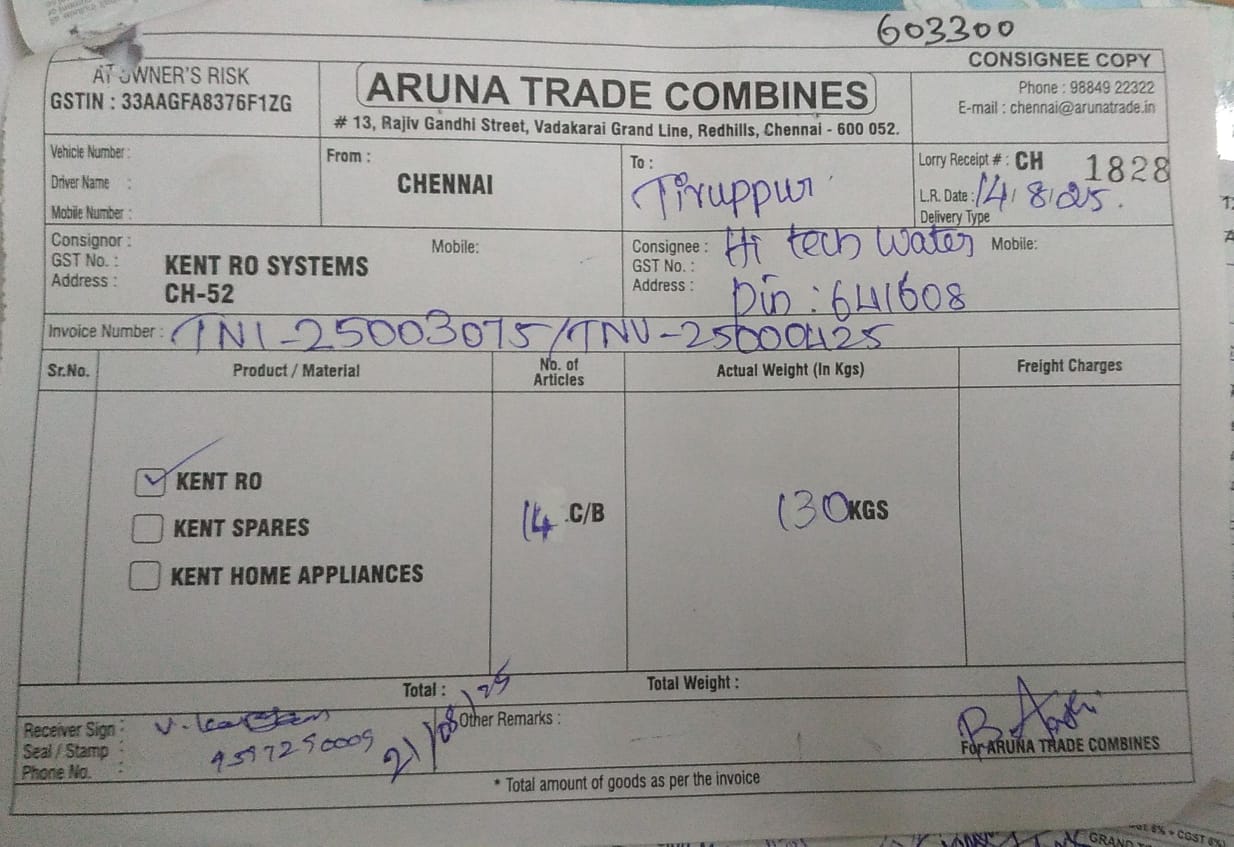 603300
CONSIGNEE COPY
AT OWNER'S RISK
GSTIN : 33AAGFA8376F1ZG
ARUNA TRADE COMBINES
# 13, Rajiv Gandhi Street, Vadakarai Grand Line, Redhills, Chennai - 600 052.
Phone : 98849 22322
E-mail : chennai@arunatrade.in
Vehicle Number :
Driver Name :
Mobile Number :
From :
CHENNAI
To :
Tiruppur
Lorry Receipt # : CH 1828
L.R. Date : 14/8/25.
Delivery Type
Consignor :
Mobile:
GST No. :
Address :
KENT RO SYSTEMS
CH-52
Consignee : Hi tech Water Mobile:
GST No. :
Address : Pin : 641608
Invoice Number : TNI-25003075/TNV-25000425
Sr.No.
Product / Material
No. of
Articles
Actual Weight (In Kgs)
Freight Charges
KENT RO
KENT SPARES
KENT HOME APPLIANCES
14 C/B
130 KGS
Total :
Total Weight :
Receiver Sign :
Seal / Stamp :
Phone No. :
9597290009
21/08/25
Other Remarks :
For ARUNA TRADE COMBINES
* Total amount of goods as per the invoice
GRAND
CGST 6%